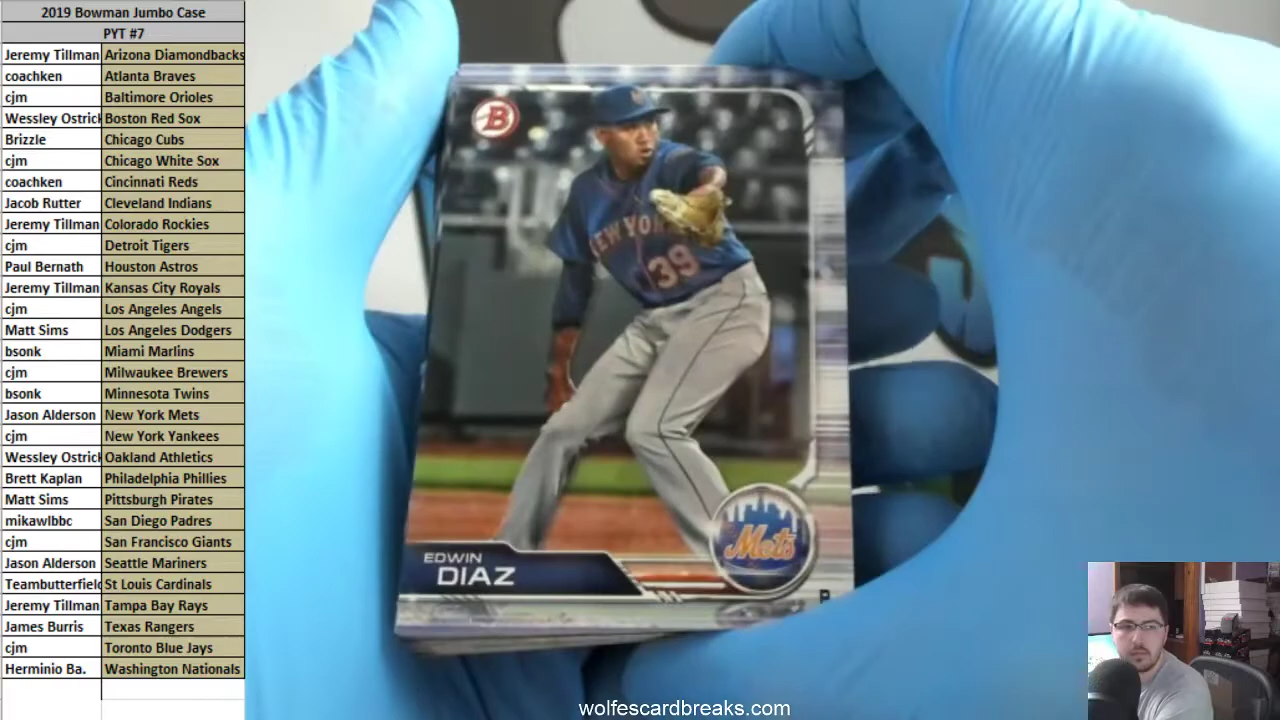 2019 Bowman Jumbo Case
PYT #7
Jeremy Tillman Arizona Diamondbacks
coachken Atlanta Braves
cjm Baltimore Orioles
Wessley Ostrick Boston Red Sox
Brizzle Chicago Cubs
cjm Chicago White Sox
coachken Cincinnati Reds
Jacob Rutter Cleveland Indians
Jeremy Tillman Colorado Rockies
cjm Detroit Tigers
Paul Bernath Houston Astros
Jeremy Tillman Kansas City Royals
cjm Los Angeles Angels
Matt Sims Los Angeles Dodgers
bsonk Miami Marlins
cjm Milwaukee Brewers
bsonk Minnesota Twins
Jason Alderson New York Mets
cjm New York Yankees
Wessley Ostrick Oakland Athletics
Brett Kaplan Philadelphia Phillies
Matt Sims Pittsburgh Pirates
mikawlbbc San Diego Padres
cjm San Francisco Giants
Jason Alderson Seattle Mariners
Teambutterfield St Louis Cardinals
Jeremy Tillman Tampa Bay Rays
James Burris Texas Rangers
cjm Toronto Blue Jays
Herminio Ba. Washington Nationals
B
NEW YORK
39
Mets
EDWIN
DIAZ
P
wolfescardbreaks.com